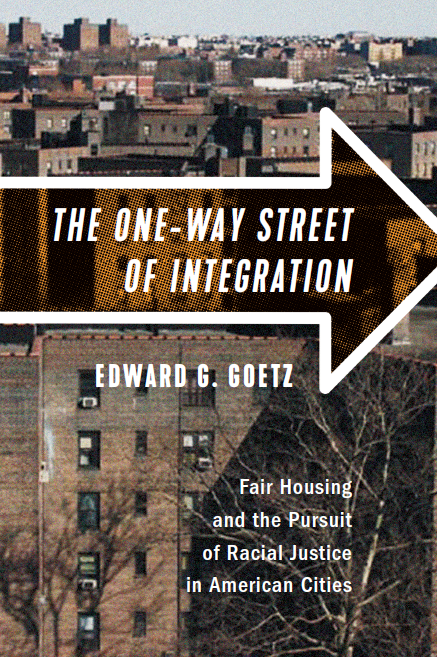 THE ONE-WAY STREET
OF INTEGRATION
EDWARD G. GOETZ
Fair Housing
and the Pursuit
of Racial Justice
in American Cities